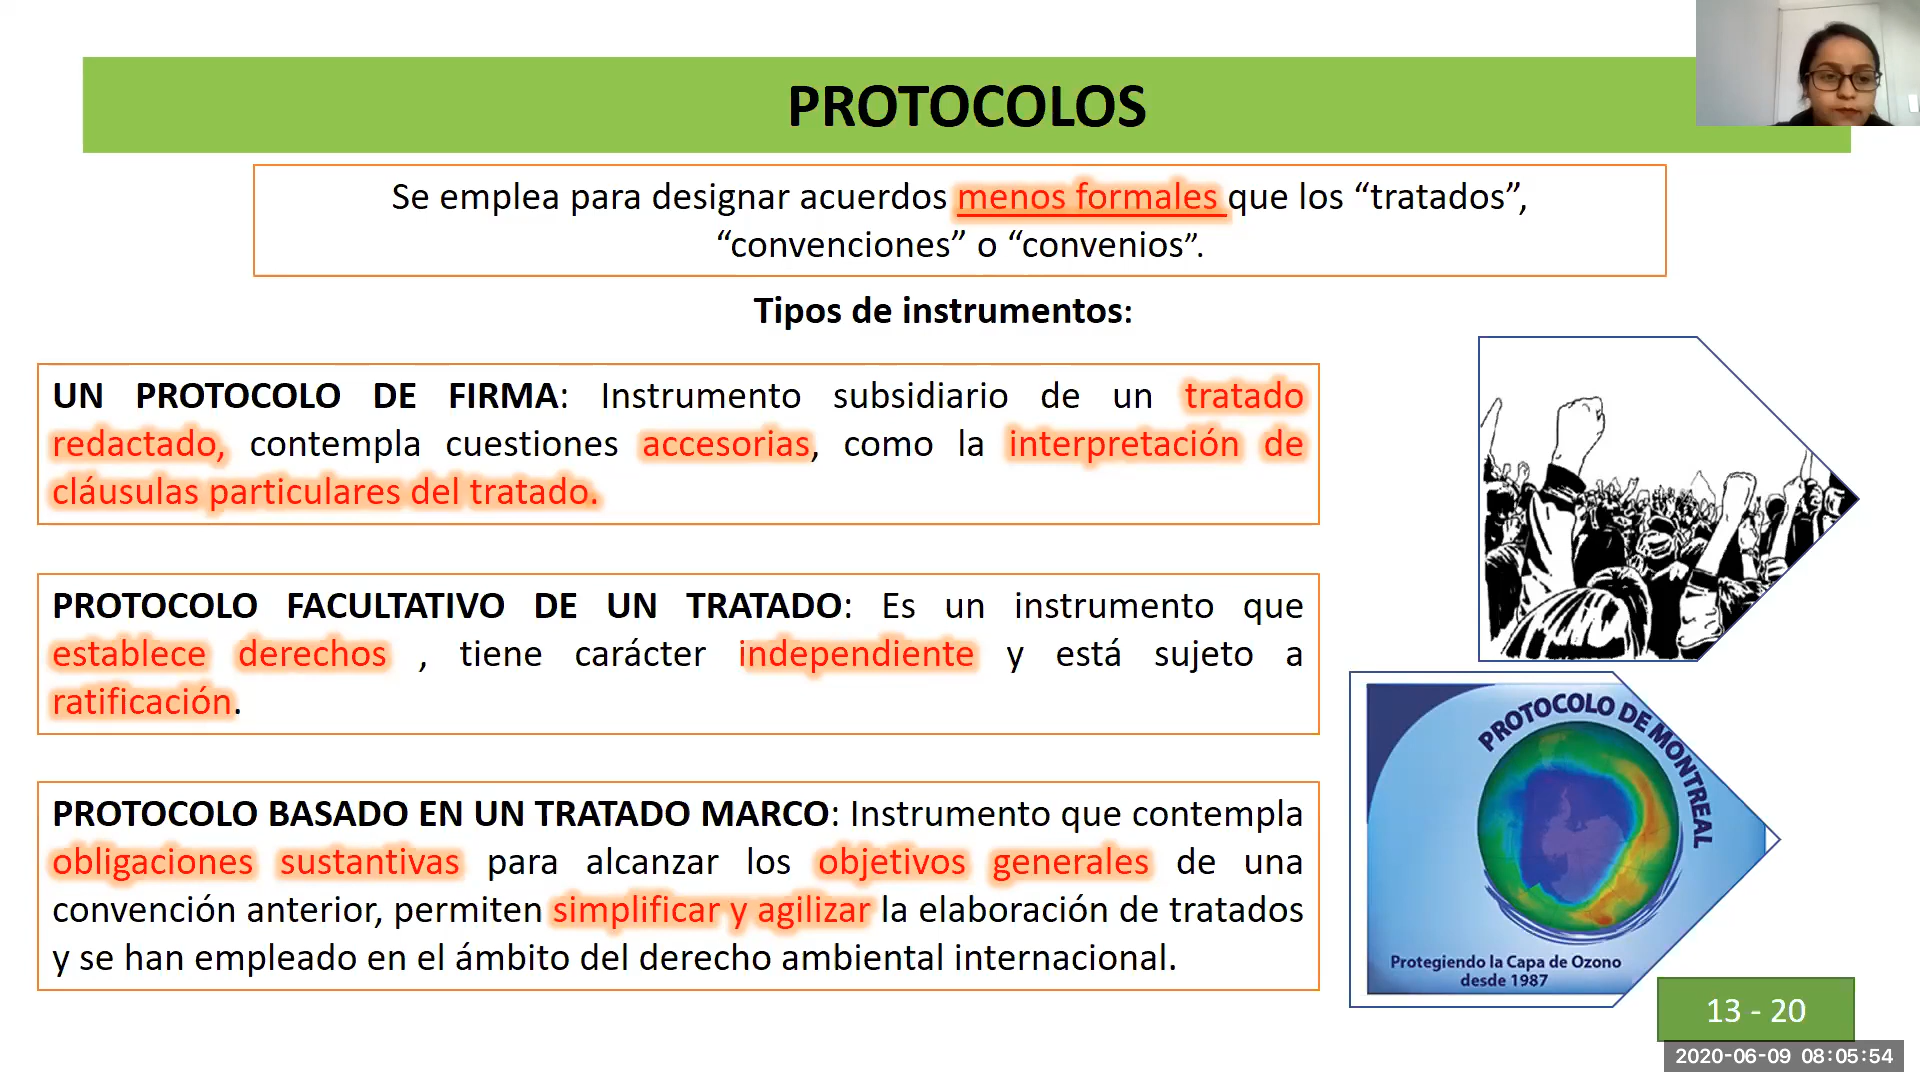 PROTOCOLOS
Se emplea para designar acuerdos menos formales que los “tratados”,
“convenciones” o “convenios”.
Tipos de instrumentos:
UN PROTOCOLO DE FIRMA: Instrumento subsidiario de un tratado
redactado, contempla cuestiones accesorias, como la interpretación de
cláusulas particulares del tratado.
PROTOCOLO FACULTATIVO DE UN TRATADO: Es un instrumento que
establece derechos , tiene carácter independiente y está sujeto a
ratificación.
PROTOCOLO BASADO EN UN TRATADO MARCO: Instrumento que contempla
obligaciones sustantivas para alcanzar los objetivos generales de una
convención anterior, permiten simplificar y agilizar la elaboración de tratados
y se han empleado en el ámbito del derecho ambiental internacional.
PROTOCOLO DE MONTREAL
Protegiendo la Capa de Ozono
desde 1987
13 - 20
2020-06-09 08:05:54